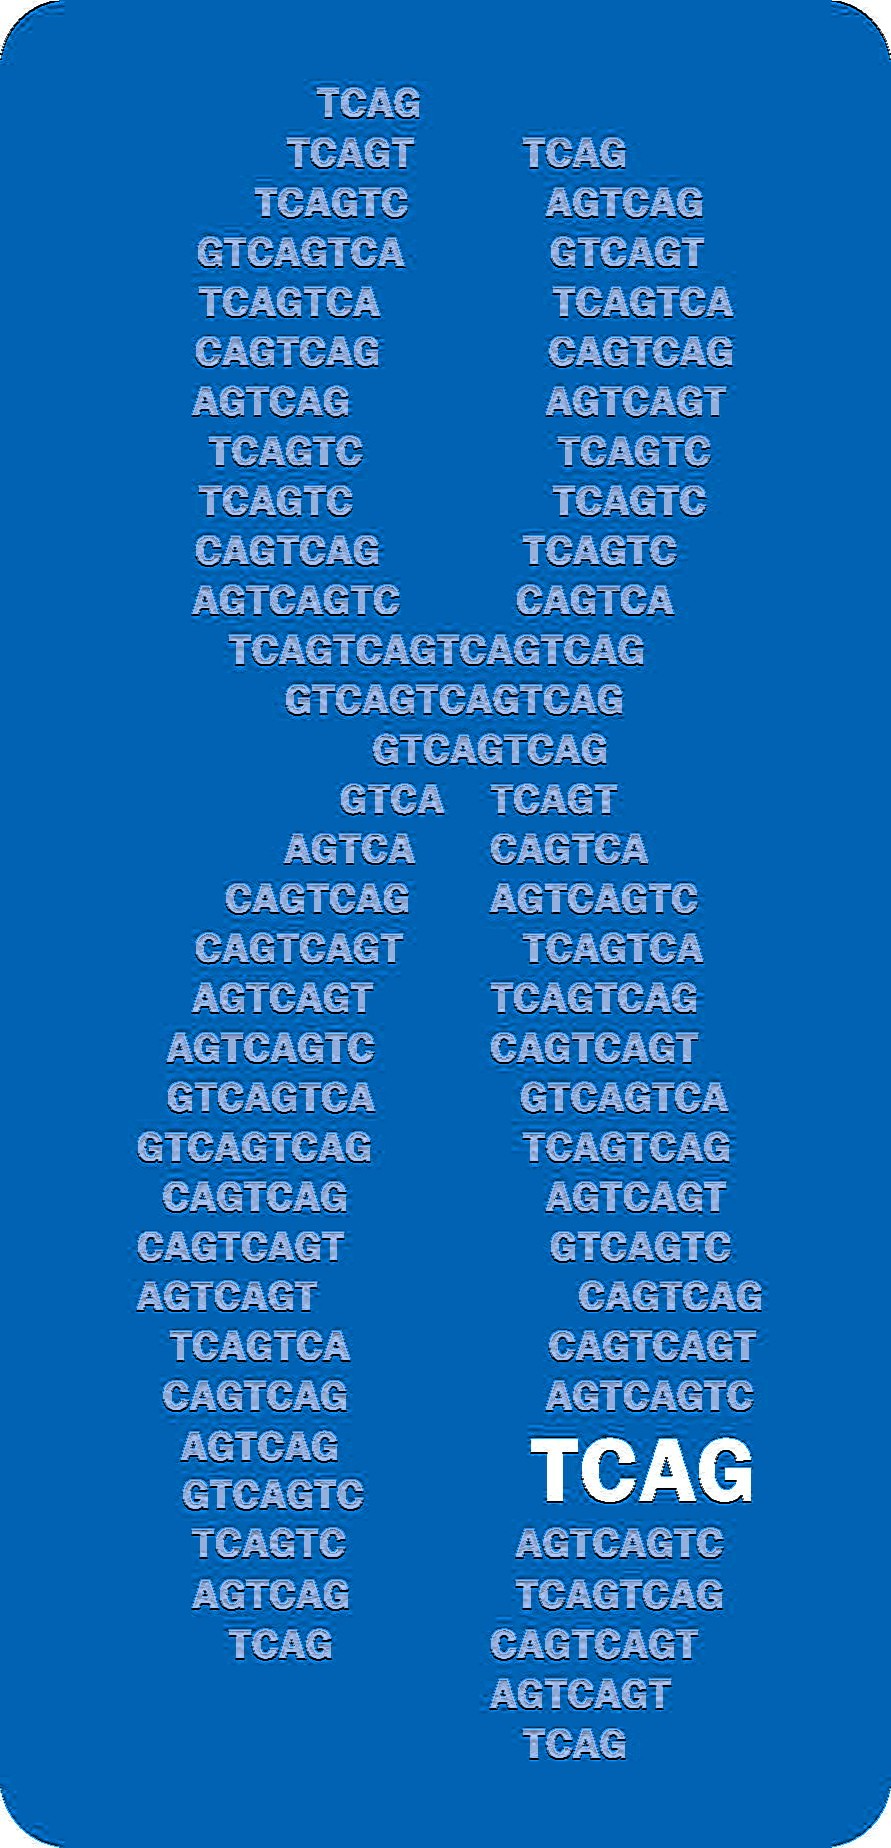 TCAG
TCAGT TCAG
TCAGTC AGTCAG
GTCAGTCA GTCAGT
TCAGTCA TCAGTCA
CAGTCAG CAGTCAG
AGTCAG AGTCAGT
TCAGTC TCAGTC
TCAGTC TCAGTC
CAGTCAG TCAGTC
AGTCAGTC CAGTCA
TCAGTCAGTCAGTCAG
GTCAGTCAGTCAG
GTCAGTCAG
GTCA TCAGT
AGTCA CAGTCA
CAGTCAG AGTCAGTC
CAGTCAGT TCAGTCA
AGTCAGT TCAGTCAG
AGTCAGTC CAGTCAGT
GTCAGTCA GTCAGTCA
GTCAGTCAG TCAGTCAG
CAGTCAG AGTCAGT
CAGTCAGT GTCAGTC
AGTCAGT CAGTCAG
TCAGTCA CAGTCAGT
CAGTCAG AGTCAGTC
AGTCAG TCAG
GTCAGTC
TCAGTC AGTCAGTC
AGTCAG TCAGTCAG
TCAG CAGTCAGT
AGTCAGT
TCAG